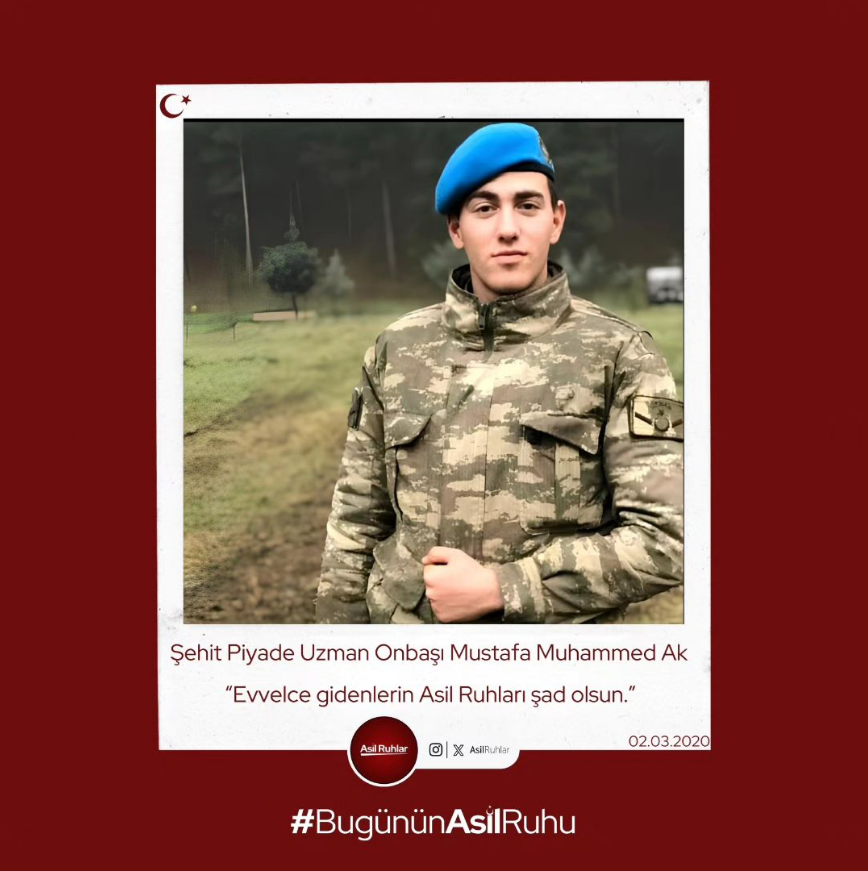 Şehit Piyade Uzman Onbaşı Mustafa Muhammed Ak
“Evvelce gidenlerin Asil Ruhları şad olsun.”
02.03.2020
Asil Ruhlar
AsilRuhlar
#BugününAsilRuhu